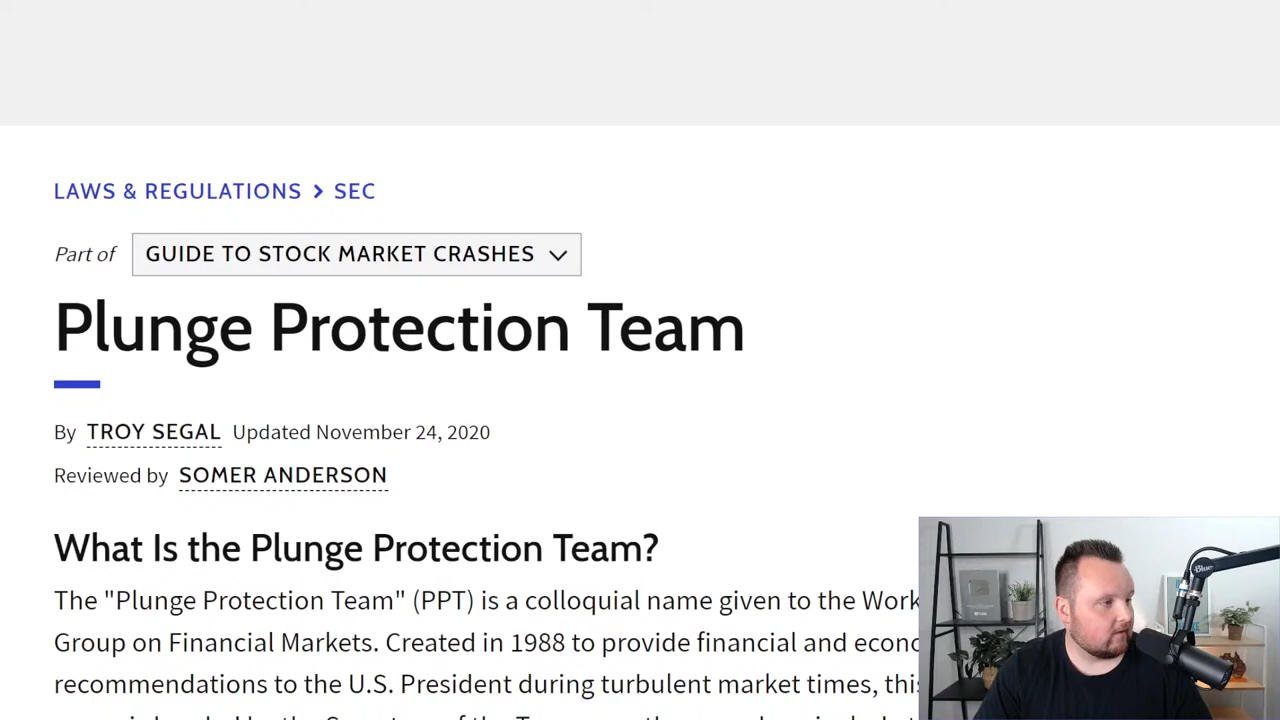 LAWS & REGULATIONS > SEC
Part of GUIDE TO STOCK MARKET CRASHES
Plunge Protection Team
By TROY SEGAL Updated November 24, 2020
Reviewed by SOMER ANDERSON
What Is the Plunge Protection Team?
The "Plunge Protection Team" (PPT) is a colloquial name given to the Work
Group on Financial Markets. Created in 1988 to provide financial and econo
recommendations to the U.S. President during turbulent market times, this
Blue